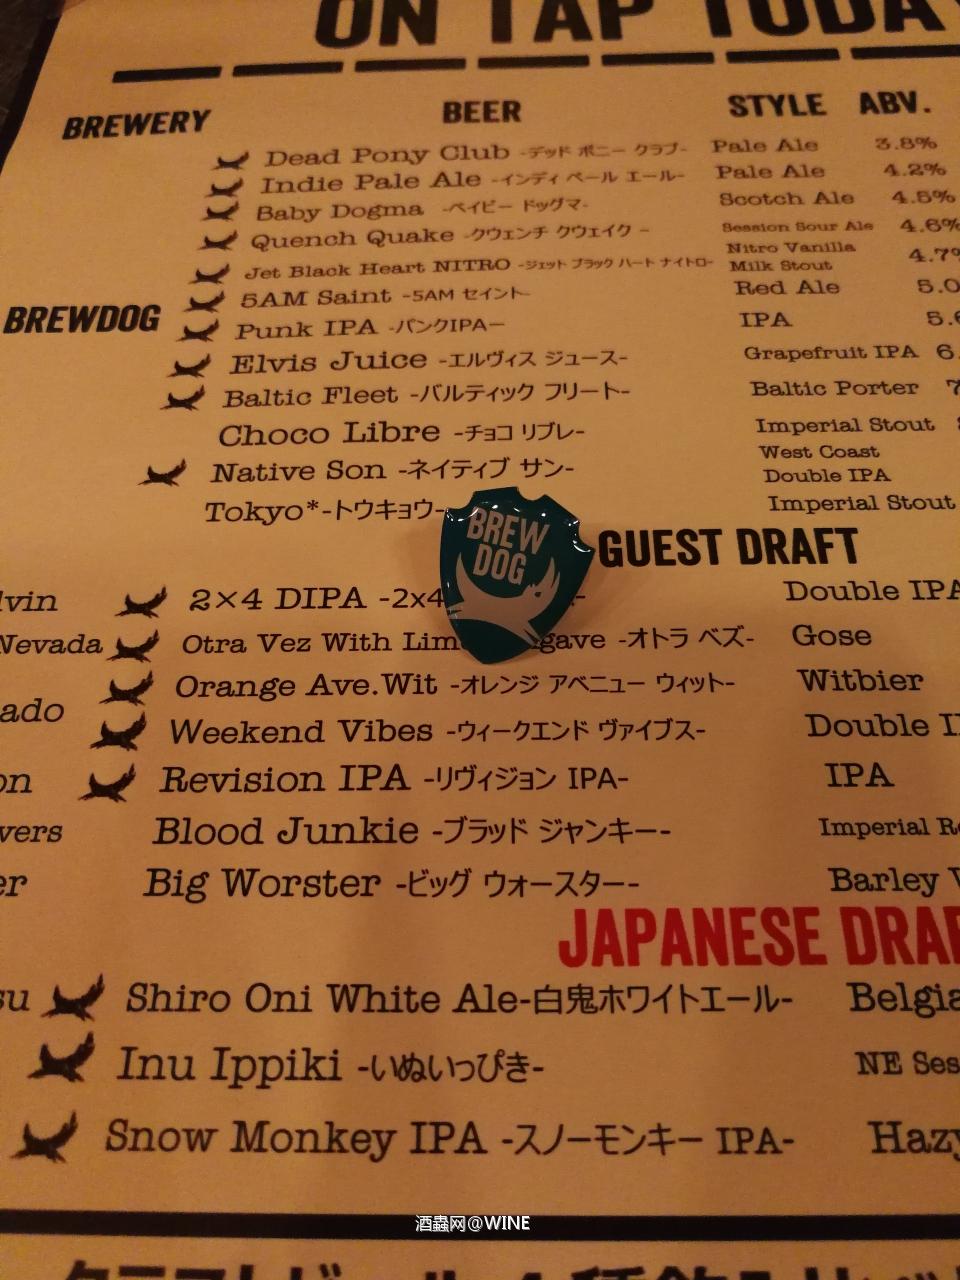 ON TAP TODA
BREWERY BEER STYLE ABV.
Dead Pony Club -デッド ポニー クラブ- Pale Ale 3.8%
Indie Pale Ale -インディ ペール エール- Pale Ale 4.2%
Baby Dogma -ベイビー ドッグマ- Scotch Ale 4.5%
Quench Quake -クウェンチ クウェイク - Session Sour Ale 4.6%
Jet Black Heart NITRO -ジェット ブラック ハート ナイトロ- Nitro Vanilla Milk Stout 4.7%
5AM Saint -5AM セイント- Red Ale 5.0
BREWDOG Punk IPA -パンクIPA- IPA 5.6
Elvis Juice -エルヴィス ジュース- Grapefruit IPA 6.
Baltic Fleet -バルティック フリート- Baltic Porter 7
Choco Libre -チョコ リブレ- Imperial Stout
Native Son -ネイティブ サン- West Coast Double IPA
Tokyo*-トウキョウ- Imperial Stout
BREW
DOG
GUEST DRAFT
lvin 2×4 DIPA -2x4 Double IPA
Nevada Otra Vez With Lim gave -オトラ ベズ- Gose
ado Orange Ave.Wit -オレンジ アベニュー ウィット- Witbier
Weekend Vibes -ウィークエンド ヴァイブス- Double I
on Revision IPA -リヴィジョン IPA- IPA
vers Blood Junkie -ブラッド ジャンキー- Imperial Re
er Big Worster -ビッグ ウォースター- Barley
JAPANESE DRAF
su Shiro Oni White Ale-白鬼ホワイトエール- Belgia
Inu Ippiki -いぬいっぴき- NE Ses
Snow Monkey IPA -スノーモンキー IPA- Hazy
酒蟲网@WINE